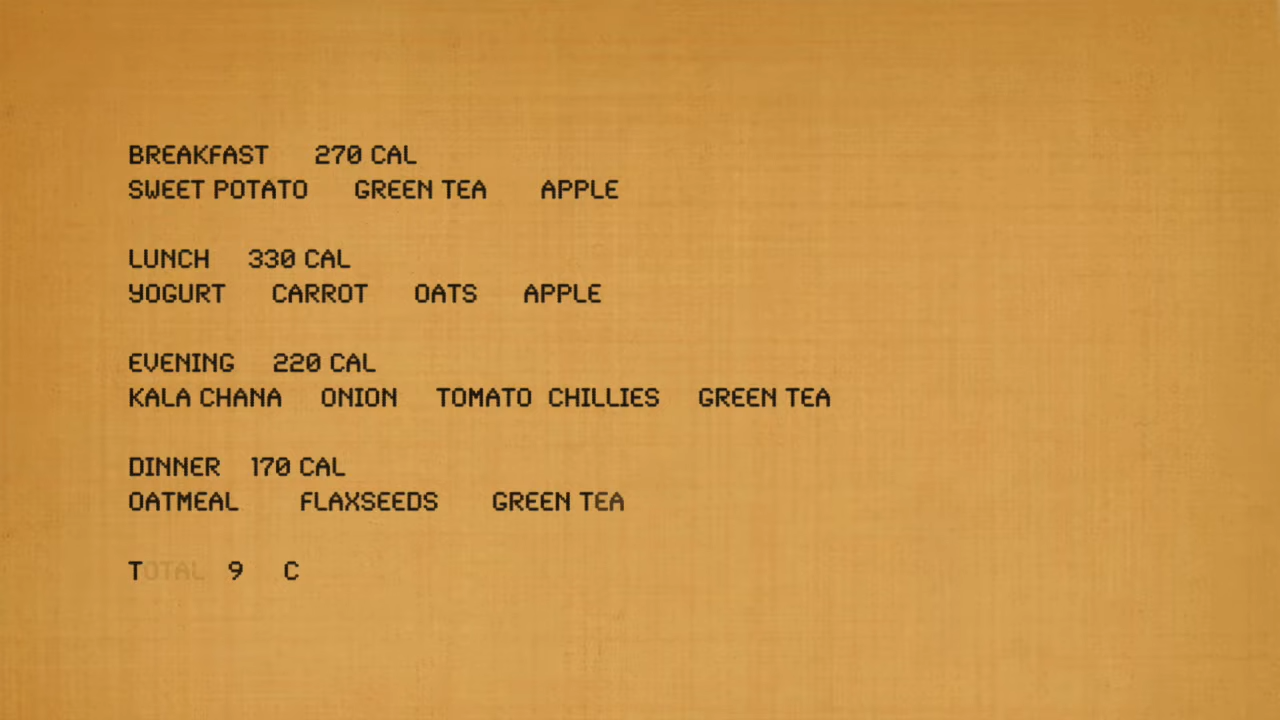 BREAKFAST 270 CAL
SWEET POTATO GREEN TEA APPLE
LUNCH 330 CAL
YOGURT CARROT OATS APPLE
EVENING 220 CAL
KALA CHANA ONION TOMATO CHILLIES GREEN TEA
DINNER 170 CAL
OATMEAL FLAXSEEDS GREEN TEA
TOTAL 9 C